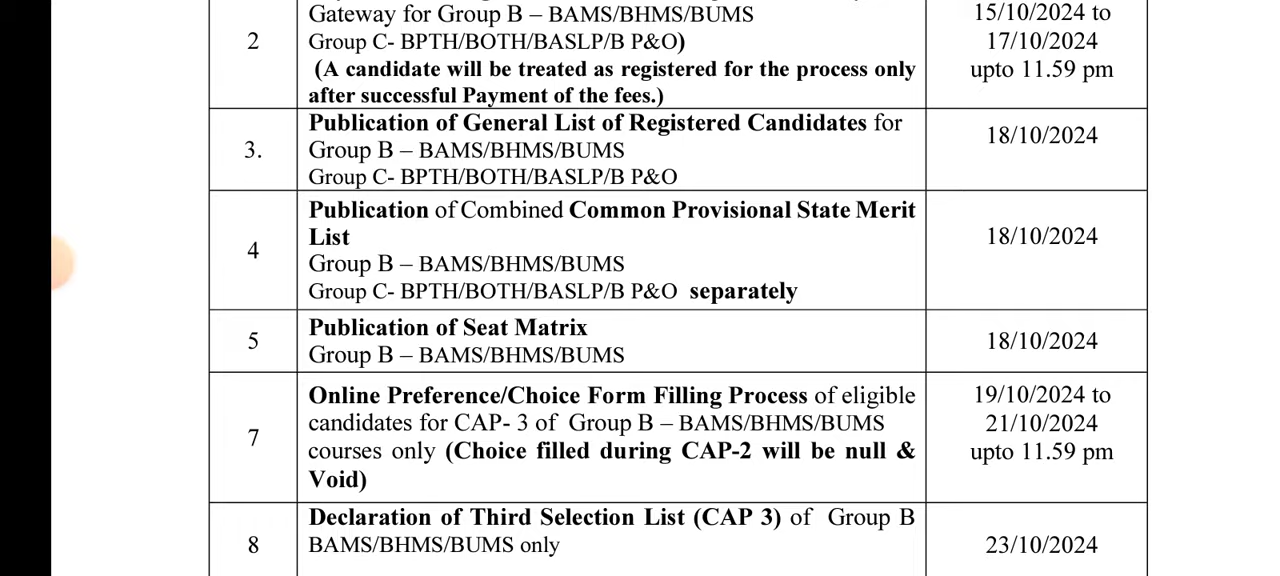 Gateway for Group B – BAMS/BHMS/BUMS
Group C- BPTH/BOTH/BASLP/B P&O)
(A candidate will be treated as registered for the process only
after successful Payment of the fees.)
2
15/10/2024 to
17/10/2024
upto 11.59 pm
3.
Publication of General List of Registered Candidates for
Group B – BAMS/BHMS/BUMS
Group C- BPTH/BOTH/BASLP/B P&O
18/10/2024
4
Publication of Combined Common Provisional State Merit
List
Group B – BAMS/BHMS/BUMS
Group C- BPTH/BOTH/BASLP/B P&O separately
18/10/2024
5
Publication of Seat Matrix
Group B – BAMS/BHMS/BUMS
18/10/2024
7
Online Preference/Choice Form Filling Process of eligible
candidates for CAP- 3 of Group B – BAMS/BHMS/BUMS
courses only (Choice filled during CAP-2 will be null &
Void)
19/10/2024 to
21/10/2024
upto 11.59 pm
8
Declaration of Third Selection List (CAP 3) of Group B
BAMS/BHMS/BUMS only
23/10/2024